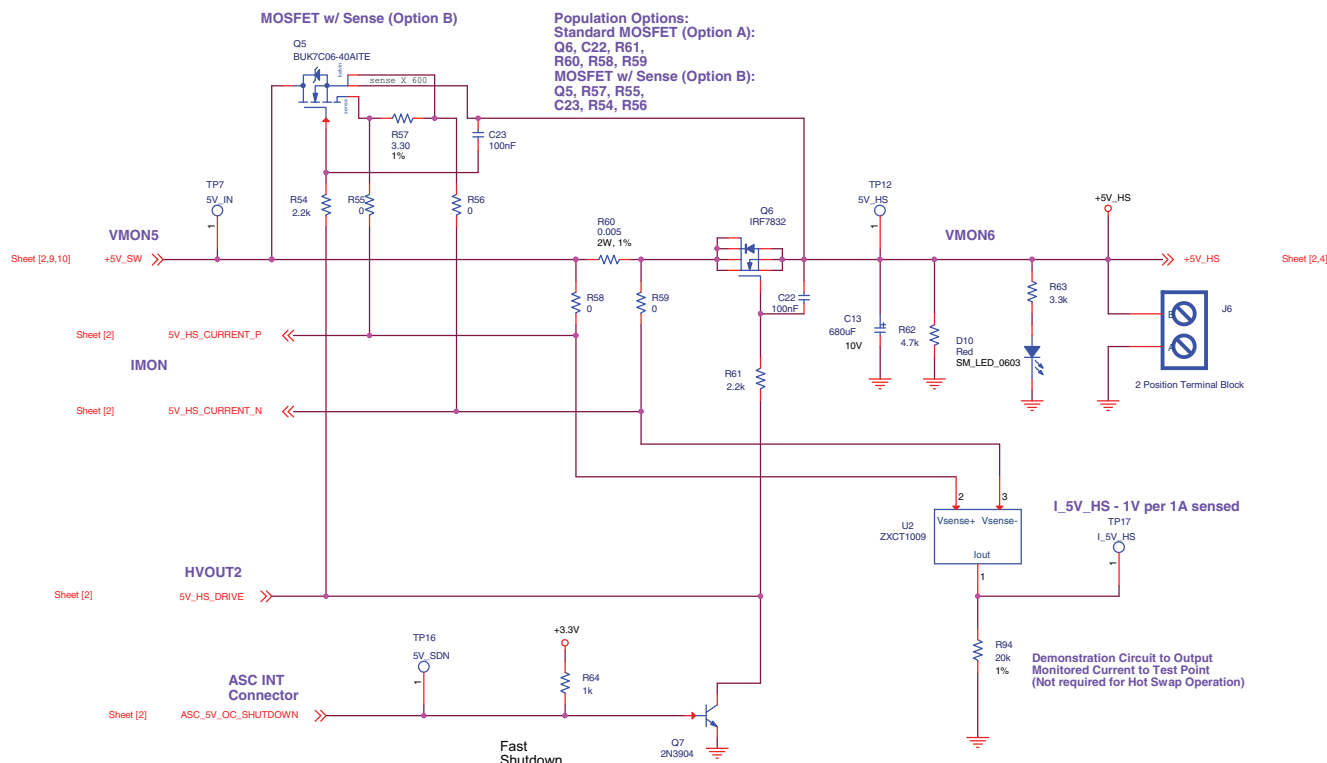 MOSFET w/ Sense (Option B)
Population Options:
Standard MOSFET (Option A):
Q6, C22, R61,
R60, R58, R59
MOSFET w/ Sense (Option B):
Q5, R57, R55,
C23, R54, R56
Q5
BUK7C06-40AITE
kelvin
sense X 600
sense
R57
3.30
1%
C23
100nF
TP7
5V_IN
1
R54
2.2k
R55
0
R56
0
R60
0.005
2W, 1%
Q6
IRF7832
TP12
5V_HS
1
+5V_HS
VMON5
VMON6
Sheet [2,9,10]
+5V_SW
+5V_HS
Sheet [2,4]
R58
0
R59
0
C22
100nF
C13
680uF
10V
R62
4.7k
R63
3.3k
D10
Red
SM_LED_0603
J6
B
A
2 Position Terminal Block
Sheet [2]
5V_HS_CURRENT_P
IMON
R61
2.2k
Sheet [2]
5V_HS_CURRENT_N
2
3
U2
ZXCT1009
Vsense+
Vsense-
Iout
1
I_5V_HS - 1V per 1A sensed
TP17
I_5V_HS
1
HVOUT2
Sheet [2]
5V_HS_DRIVE
TP16
5V_SDN
1
+3.3V
R64
1k
R94
20k
1%
Demonstration Circuit to Output
Monitored Current to Test Point
(Not required for Hot Swap Operation)
ASC INT
Connector
Sheet [2]
ASC_5V_OC_SHUTDOWN
Q7
2N3904
Fast
Shutdown